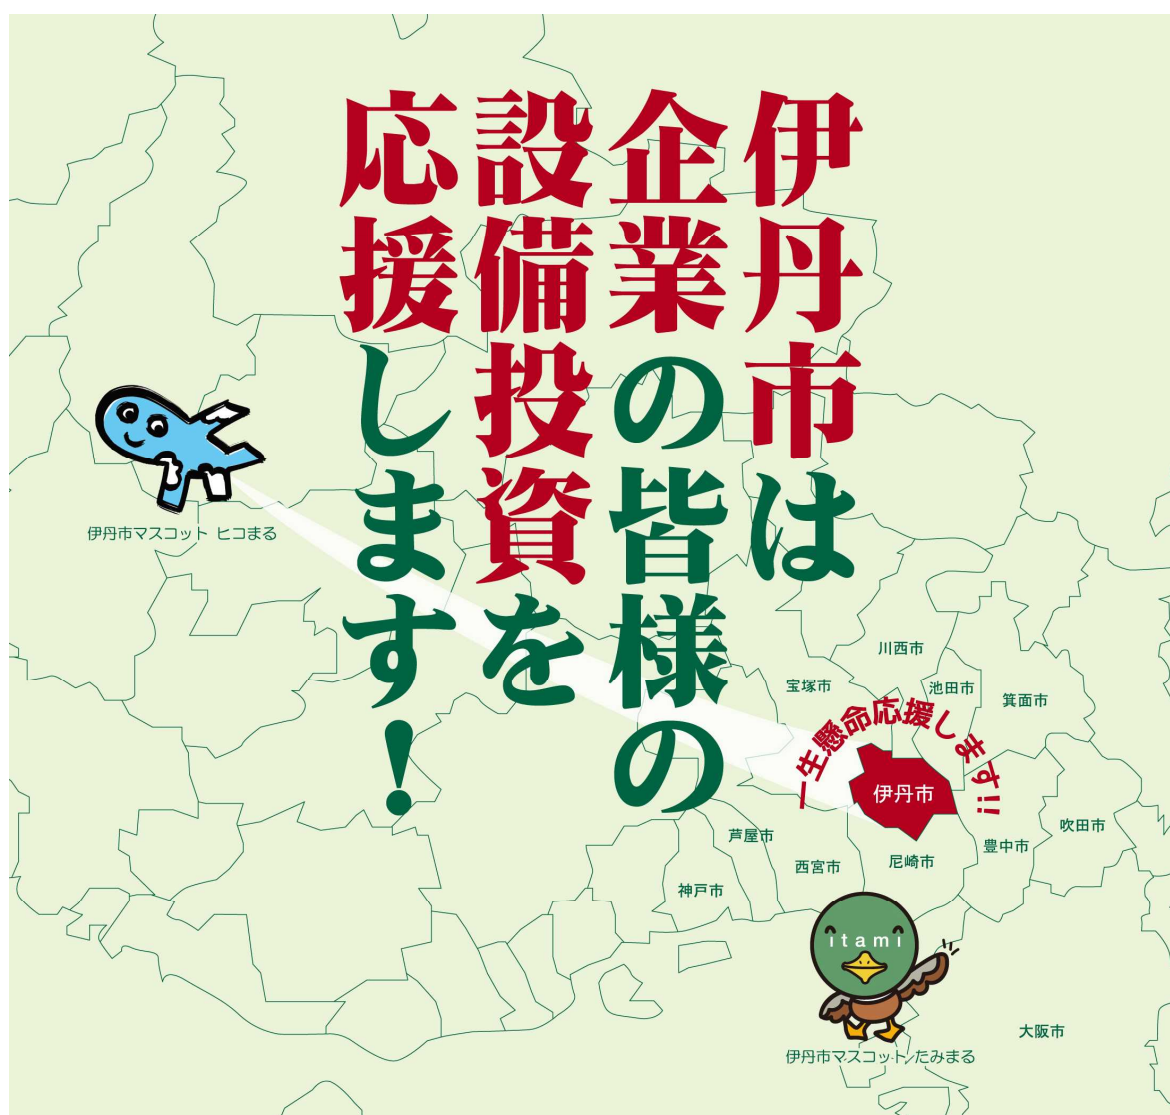 伊丹市は
企業の皆様の
設備投資を
応援します！
伊丹市マスコット ヒコまる
川西市
宝塚市
池田市
箕面市
一生懸命応援します!!
伊丹市
吹田市
芦屋市
豊中市
西宮市
尼崎市
神戸市
itami
大阪市
伊丹市マスコット たみまる